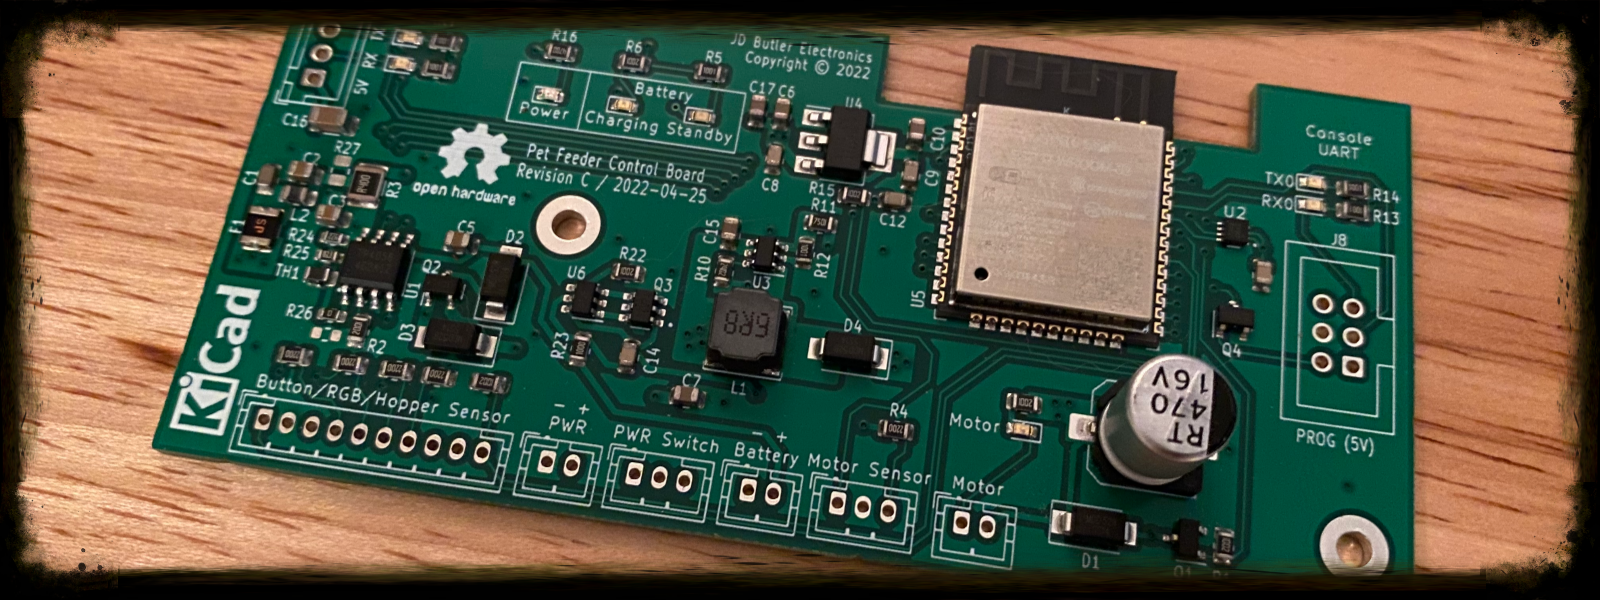 JD Butler Electronics
Copyright © 2022
R16
R6
R5
TX
RX
5V
Battery
Power
Charging Standby
C16
C17 C6
U4
C10
Pet Feeder Control Board
Revision C / 2022-04-25
open hardware
C8
R15
C9
C12
R27
C2
C1
R3
R400
C3
L2
F1
R24
R25
TH1
C5
D2
Q2
U1
R26
D3
R2
U6
R22
Q3
R23
C14
C15
R10
R11
R12
U3
6R8
L1
D4
C7
U5
Console
UART
TX0
RX0
R14
R13
U2
J8
Q4
PROG (5V)
KiCad
Button/RGB/Hopper Sensor
- +
PWR
PWR Switch
- +
Battery
Motor Sensor
Motor
R4
Motor
RT
470
16V
D1
Q1